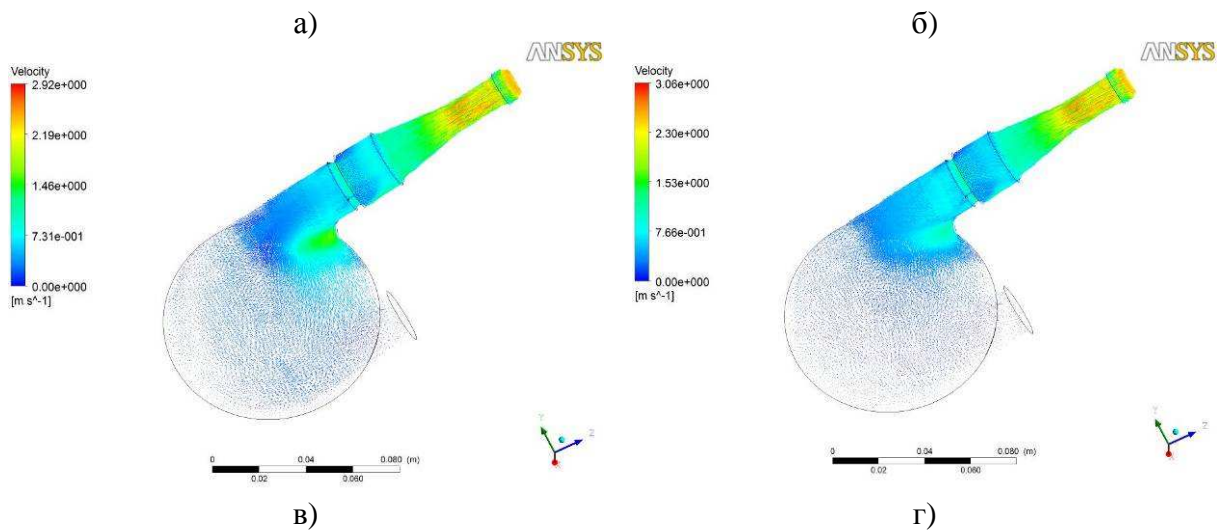 а) б)
ANSYS ANSYS
Velocity Velocity
2.92e+000 3.06e+000
2.19e+000 2.30e+000
1.46e+000 1.53e+000
7.31e-001 7.66e-001
0.00e+000 0.00e+000
[m s^-1] [m s^-1]
Y Z X Y Z X
0 0.04 0.080 (m) 0 0.04 0.080 (m)
0.02 0.060 0.02 0.060
в) г)